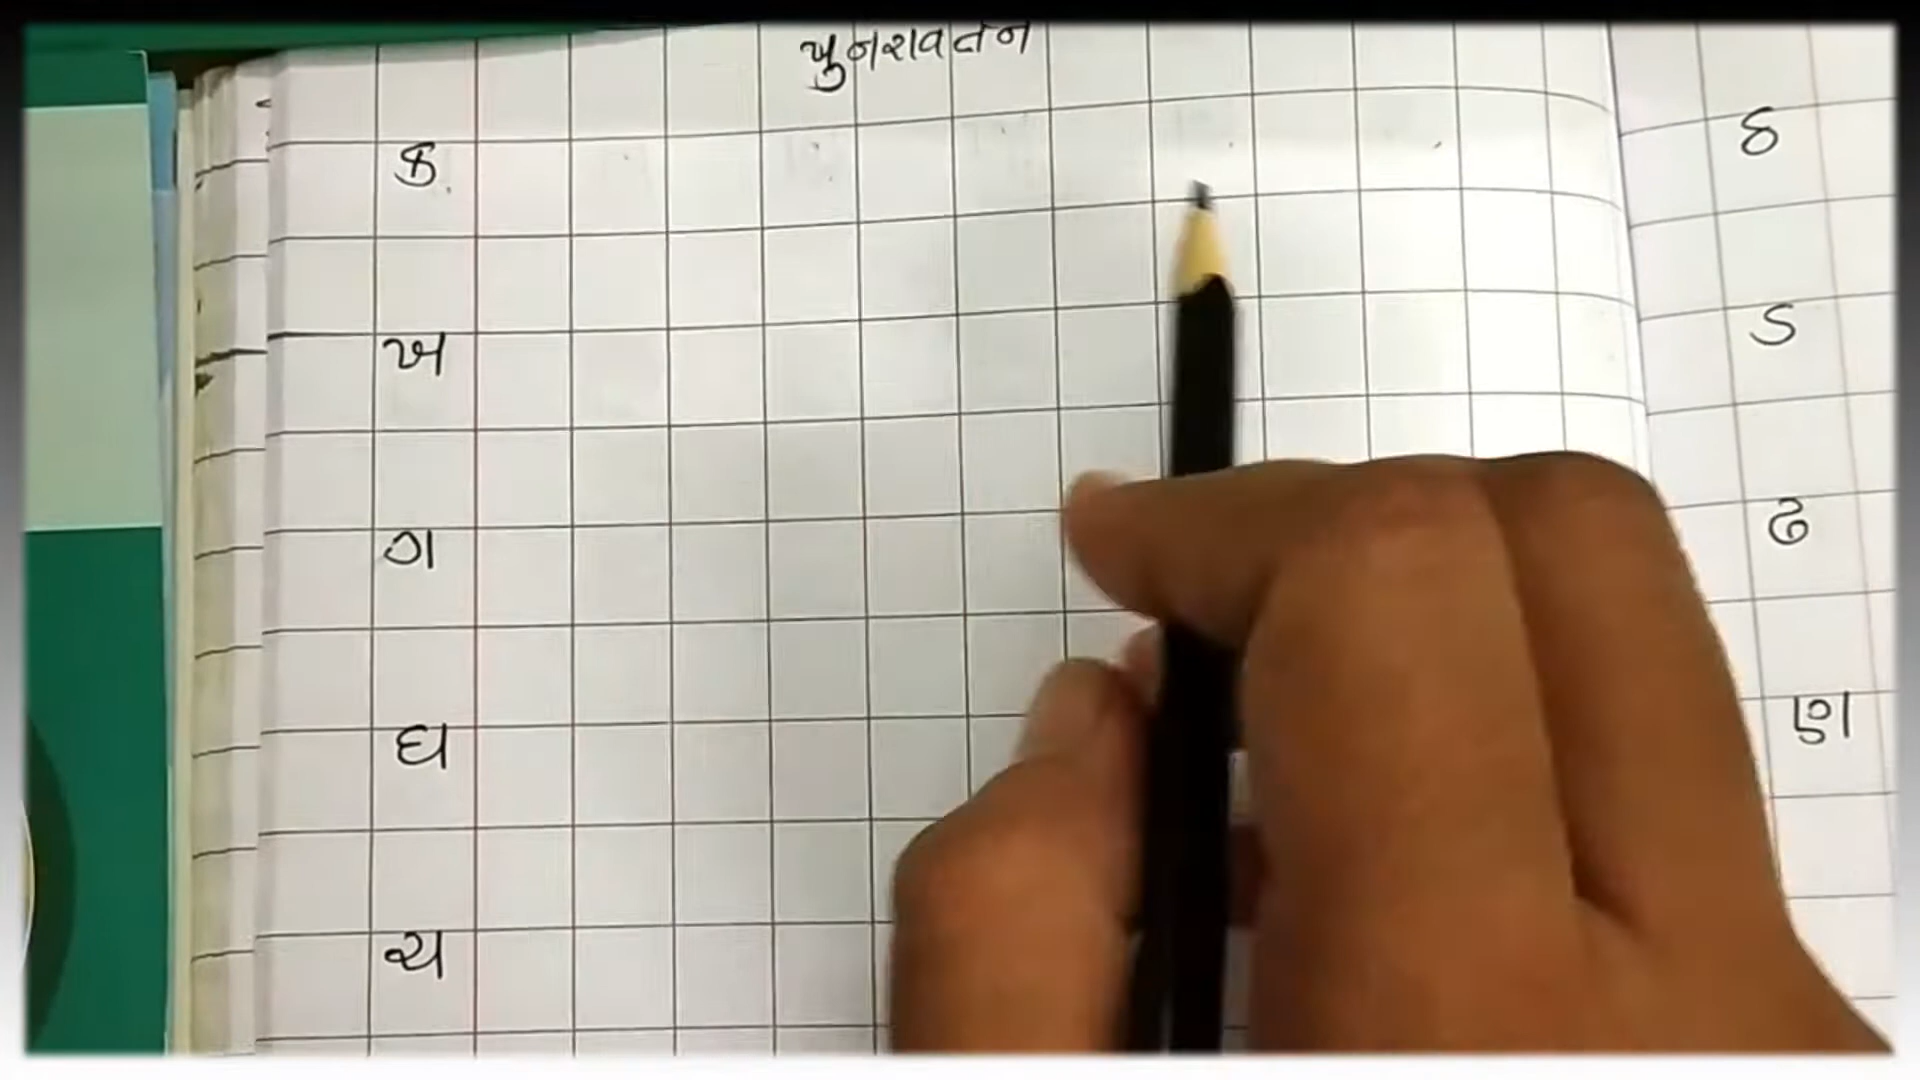 પુનરાવર્તન
ક
ખ
ગ
ઘ
ચ
ઠ
ડ
ઢ
ણ